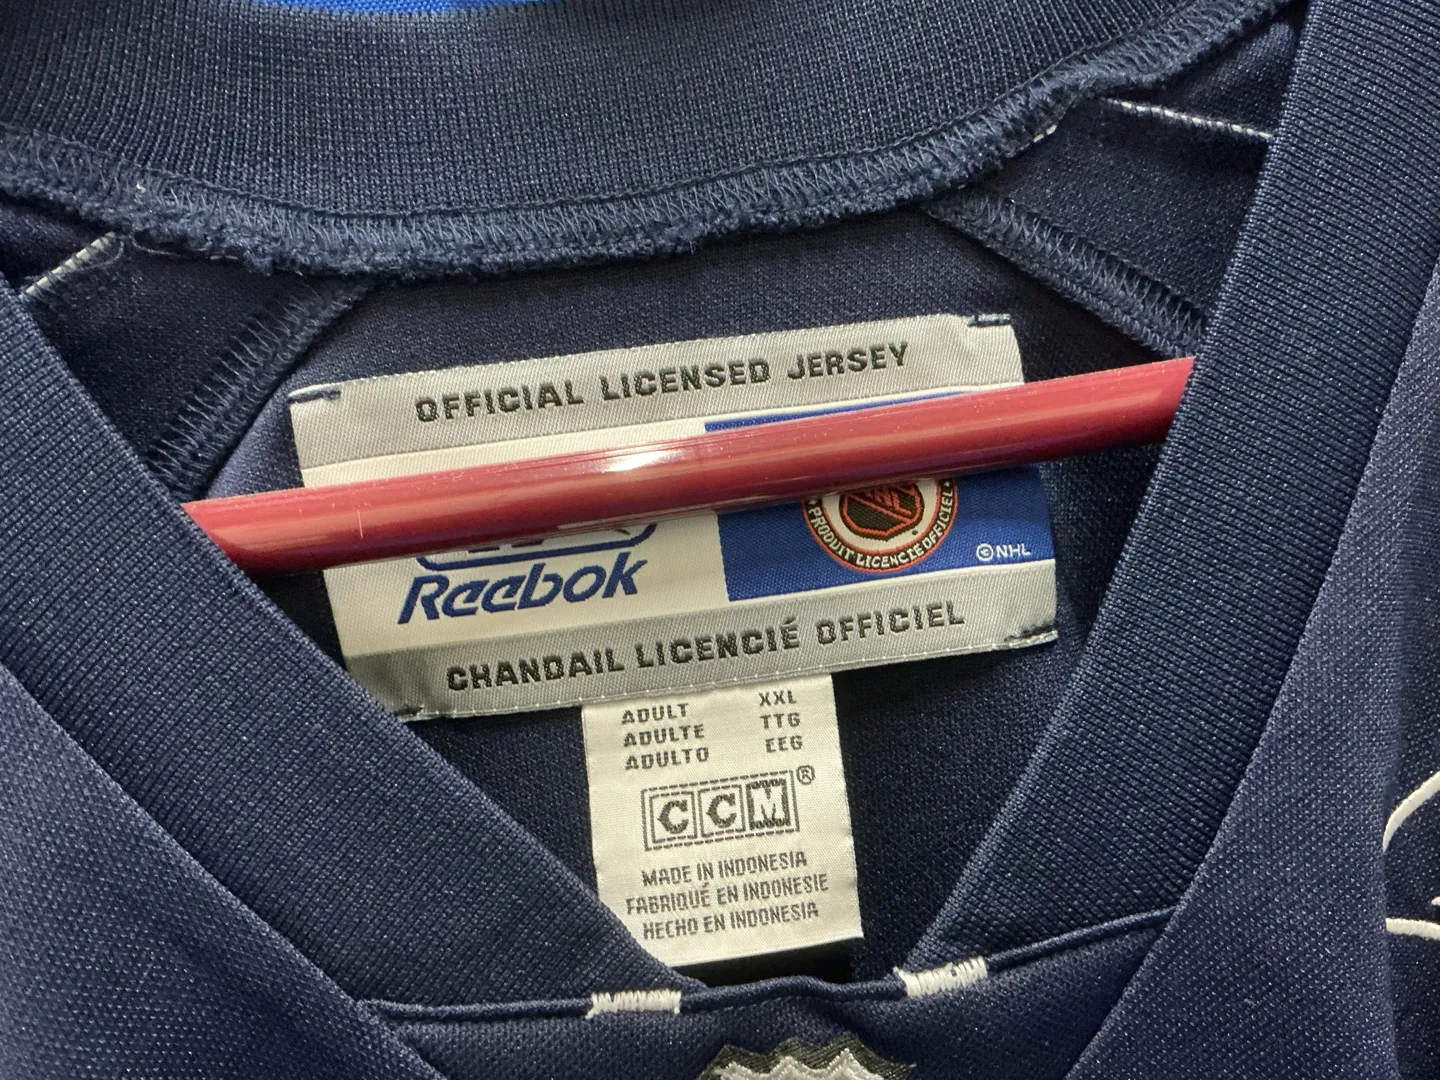 OFFICIAL LICENSED JERSEY
Reebok
PRODUIT LICENCIÉ OFFICIEL
©NHL
CHANDAIL LICENCIÉ OFFICIEL
ADULT XXL
ADULTE TTG
ADULTO EEG
CCM®
MADE IN INDONESIA
FABRIQUÉ EN INDONESIE
HECHO EN INDONESIA